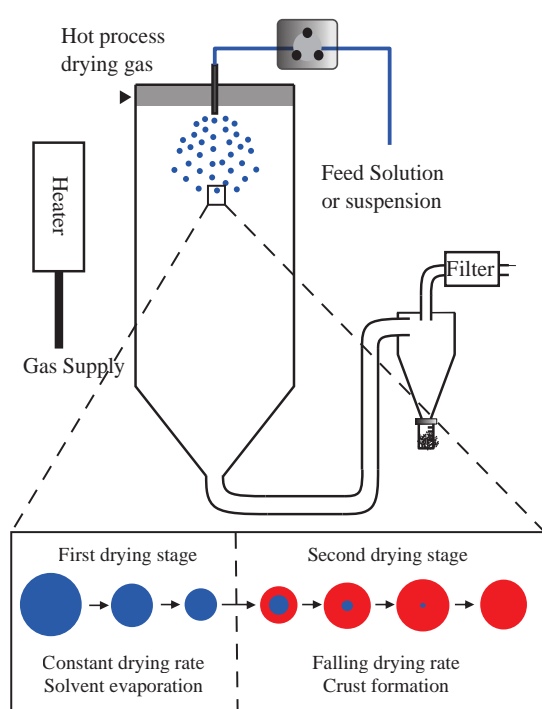 Hot process
drying gas
Feed Solution
or suspension
Heater
Filter
Gas Supply
First drying stage
Second drying stage
Constant drying rate
Solvent evaporation
Falling drying rate
Crust formation